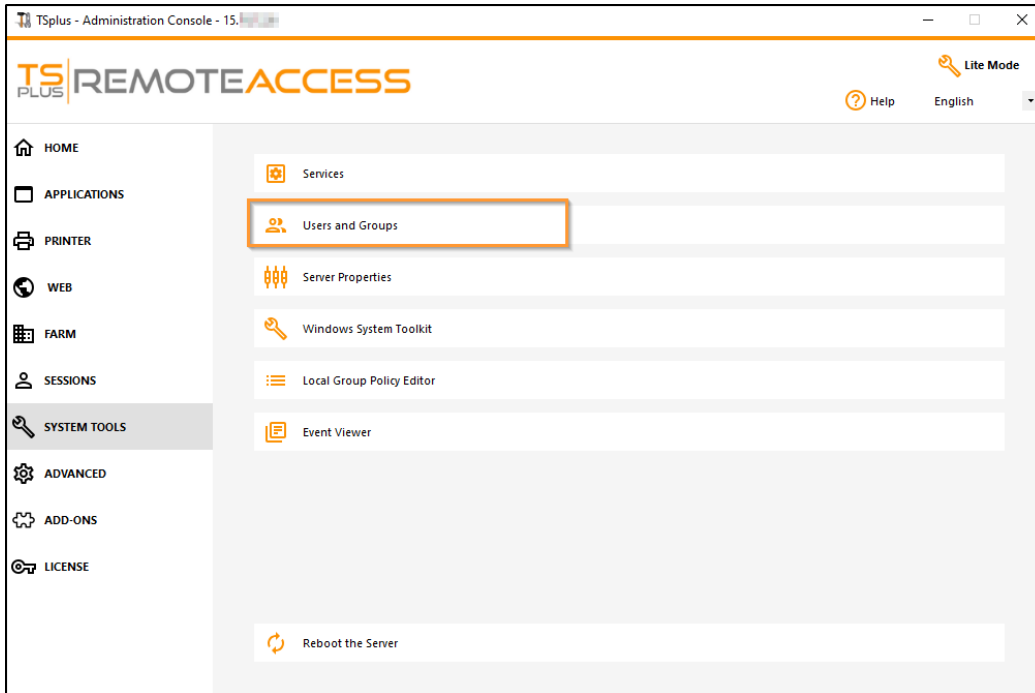 TSplus - Administration Console - 15.
TS PLUS REMOTEACCESS
Lite Mode
Help
English
HOME
APPLICATIONS
PRINTER
WEB
FARM
SESSIONS
SYSTEM TOOLS
ADVANCED
ADD-ONS
LICENSE
Services
Users and Groups
Server Properties
Windows System Toolkit
Local Group Policy Editor
Event Viewer
Reboot the Server